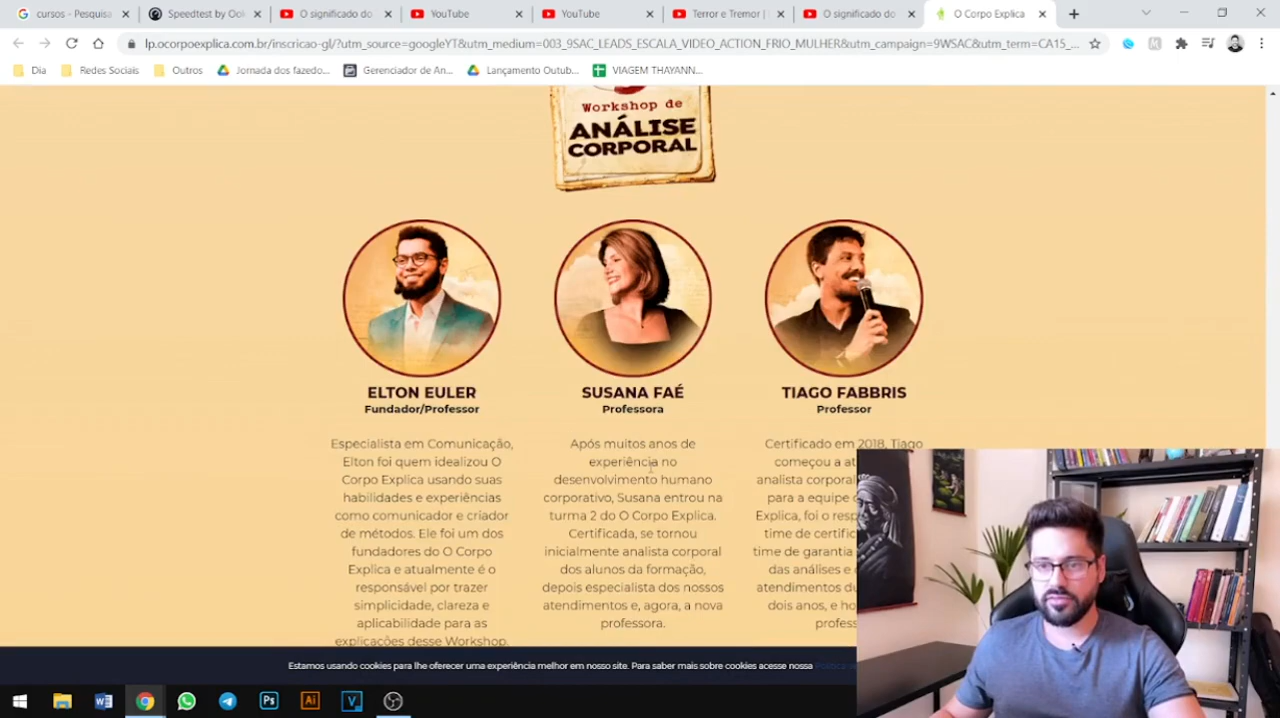 cursos - Pesquisa
Speedtest by Ook
O significado do
YouTube
YouTube
Terror e Tremor |
O significado do
O Corpo Explica
lp.ocorpoexplica.com.br/inscricao-gl/?utm_source=googleYT&utm_medium=003_9SAC_LEADS_ESCALA_VIDEO_ACTION_FRIO_MULHER&utm_campaign=9WSAC&utm_term=CA15_...
Dia
Redes Sociais
Outros
Jornada dos fazedo...
Gerenciador de An...
Lançamento Outub...
VIAGEM THAYANN...
Workshop de
ANÁLISE
CORPORAL
ELTON EULER
Fundador/Professor
Especialista em Comunicação,
Elton foi quem idealizou O
Corpo Explica usando suas
habilidades e experiências
como comunicador e criador
de métodos. Ele foi um dos
fundadores do O Corpo
Explica e atualmente é o
responsável por trazer
simplicidade, clareza e
aplicabilidade para as
explicações desse Workshop.
SUSANA FAÉ
Professora
Após muitos anos de
experiência no
desenvolvimento humano
corporativo, Susana entrou na
turma 2 do O Corpo Explica.
Certificada, se tornou
inicialmente analista corporal
dos alunos da formação,
depois especialista dos nossos
atendimentos e, agora, a nova
professora.
TIAGO FABBRIS
Professor
Certificado em 2018, Tiago
começou a at
analista corporal
para a equipe
Explica, foi o resp
time de certific
time de garantia
das análises e
atendimentos du
dois anos, e ho
profess
Estamos usando cookies para lhe oferecer uma experiência melhor em nosso site. Para saber mais sobre cookies acesse nossa
Ps
Ai
V